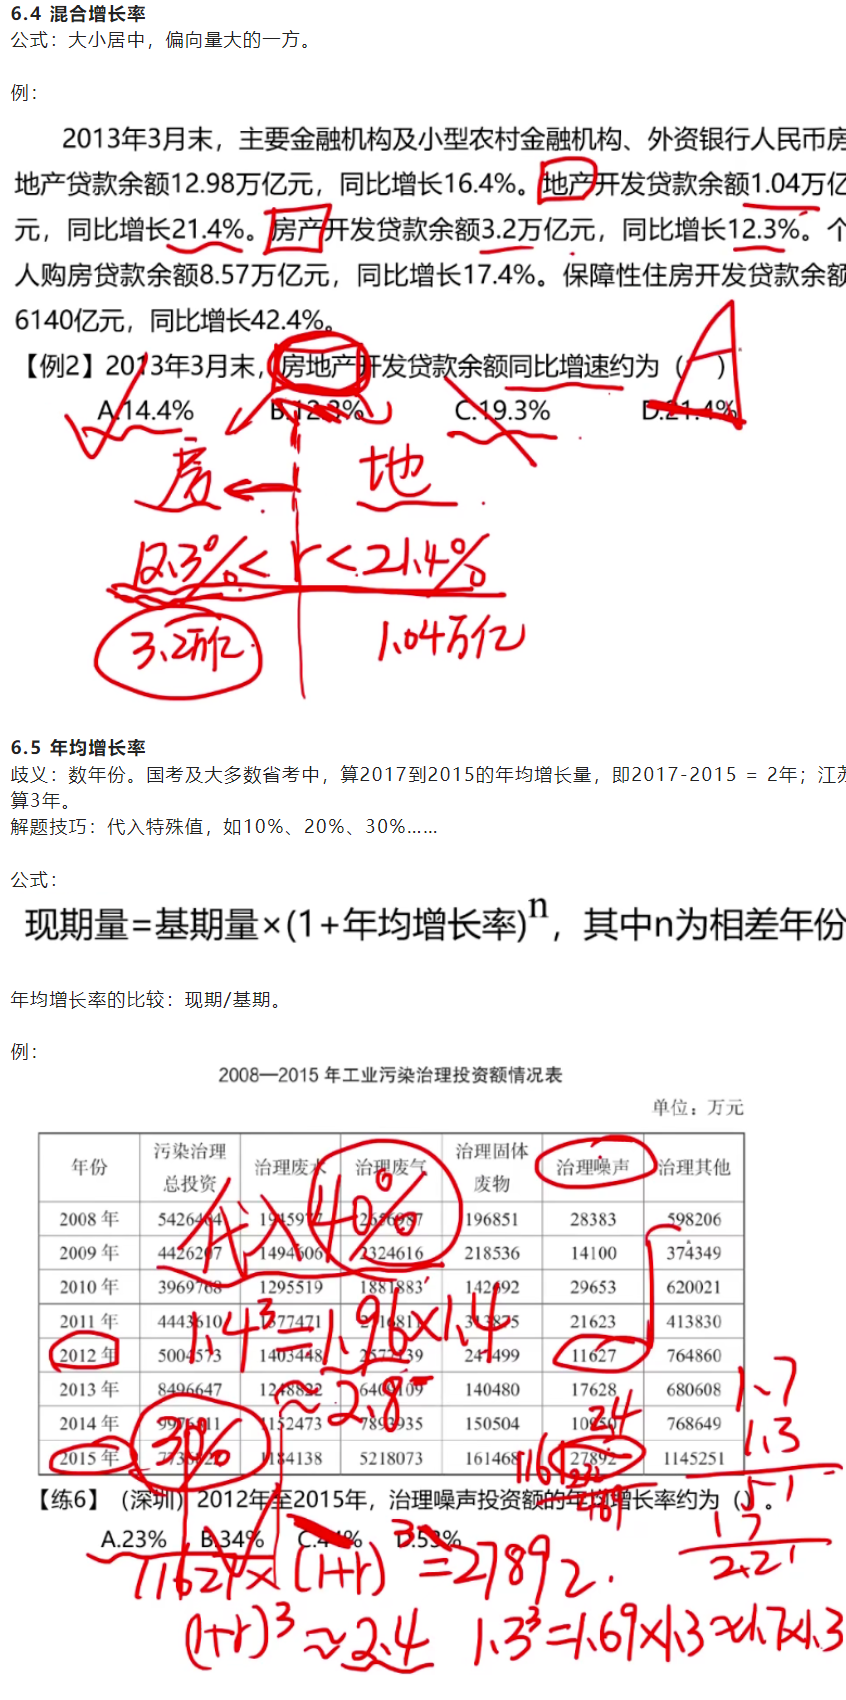 6.4 混合增长率
公式：大小居中，偏向量大的一方。
例：
2013年3月末，主要金融机构及小型农村金融机构、外资银行人民币房
地产贷款余额12.98万亿元，同比增长16.4%。地产开发贷款余额1.04万亿
元，同比增长21.4%。房产开发贷款余额3.2万亿元，同比增长12.3%。个
人购房贷款余额8.57万亿元，同比增长17.4%。保障性住房开发贷款余额
6140亿元，同比增长42.4%。
【例2】2013年3月末，房地产开发贷款余额同比增速约为（ ）
A.14.4% B.12.3% C.19.3% D.21.4%
A
房 地
12.3%<r<21.4%
3.2万亿 1.04万亿
6.5 年均增长率
歧义：数年份。国考及大多数省考中，算2017到2015的年均增长量，即2017-2015 = 2年；江苏
算3年。
解题技巧：代入特殊值，如10%、20%、30%……
公式：
现期量=基期量×(1+年均增长率)n，其中n为相差年份
年均增长率的比较：现期/基期。
例：
2008—2015 年工业污染治理投资额情况表
单位：万元
年份 污染治理总投资 治理废水 治理废气 治理固体废物 治理噪声 治理其他
2008 年 5426404 1945977 2656987 196851 28383 598206
2009 年 4426207 1494606 2324616 218536 14100 374349
2010 年 3969768 1295519 1881883 142692 29653 620021
2011 年 4443610 1577471 313875 21623 413830
2012 年 5004573 1403448 2577139 247499 11627 764860
2013 年 8496647 1248822 6409109 140480 17628 680608
2014 年 1152473 7893935 150504 10950 768649
2015 年 1184138 5218073 161468 27892 1145251
代入40%
1.4³=1.96×1.4
≈2.8
30%
2.4
116
232
1.7
1.3
51
17
2.21
【练6】（深圳）2012年至2015年，治理噪声投资额的年均增长率约为（）。
A.23% B.34% C.44% D.53%
11627×(1+r)³=27892.
(1+r)³≈2.4 1.3³=1.69×1.3≈1.7×1.3